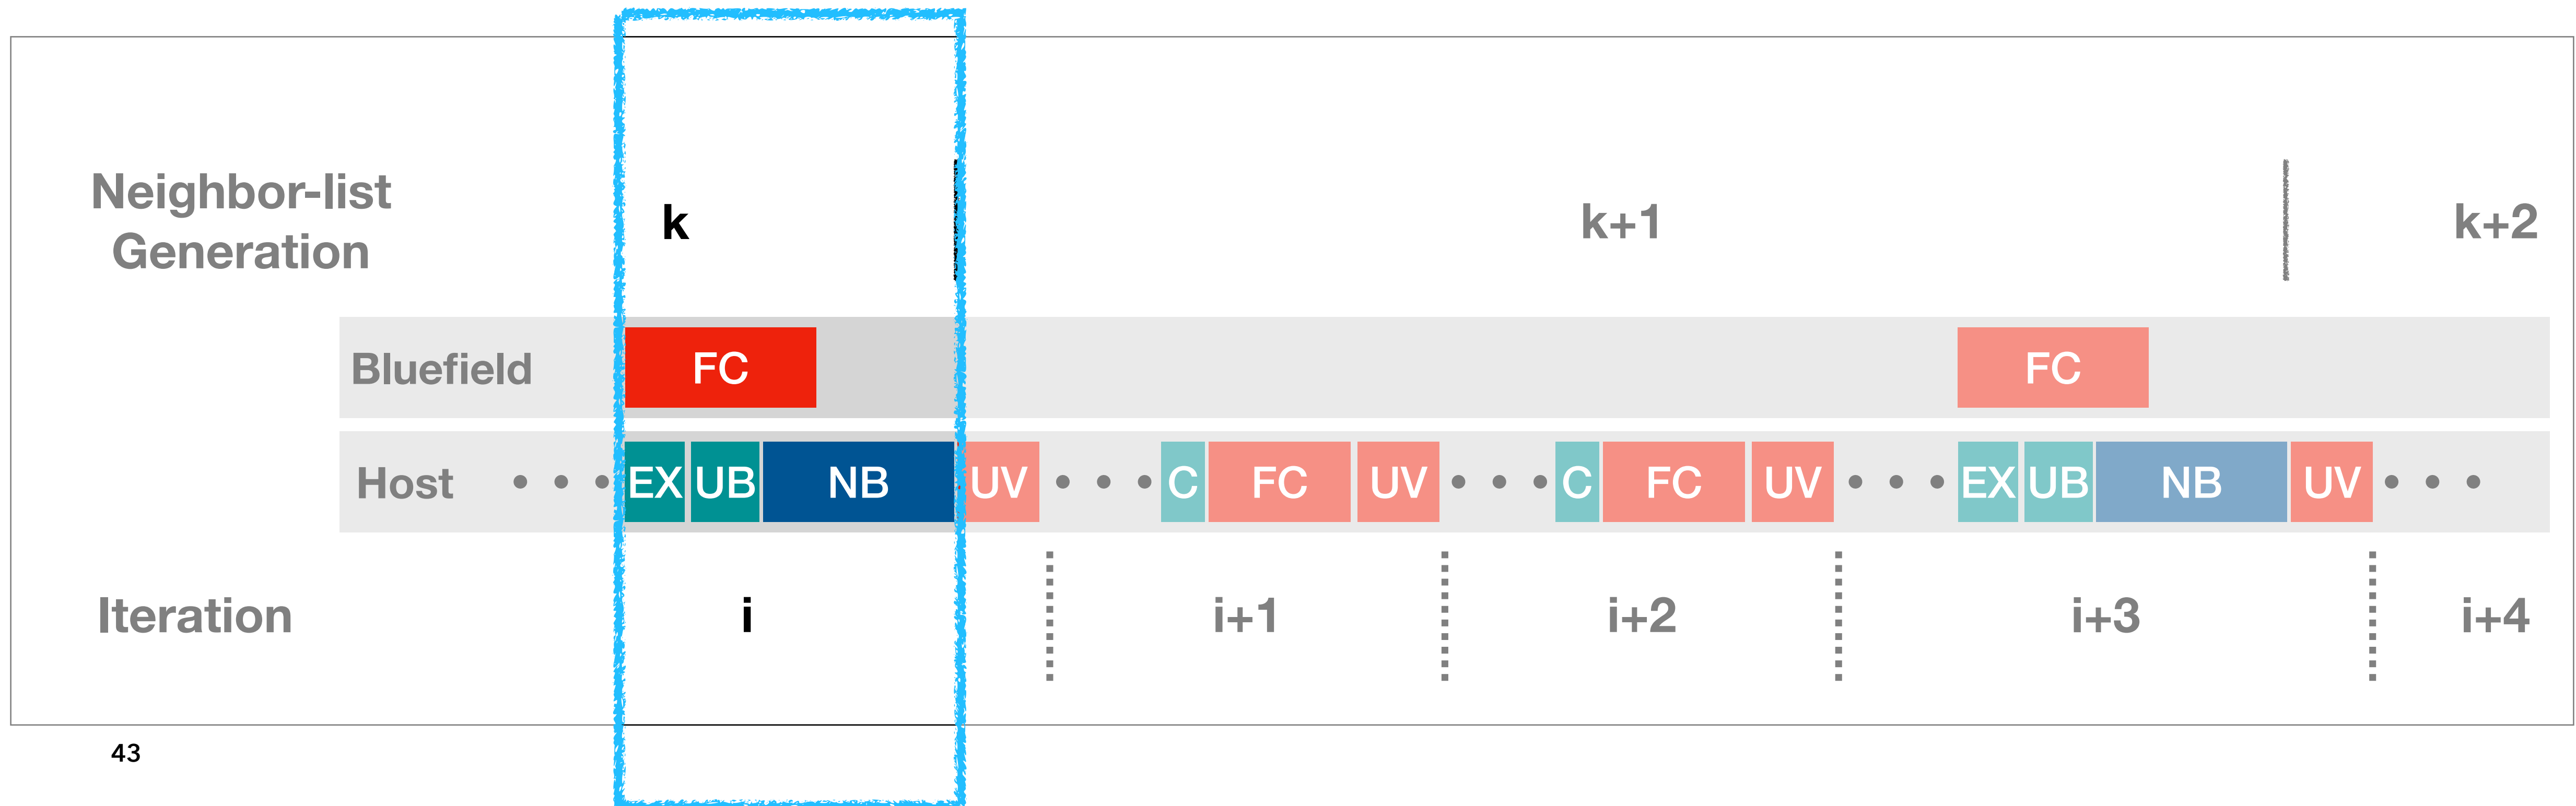 Neighbor-list
Generation
k
k+1
k+2
Bluefield
FC
FC
Host
EX
UB
NB
UV
C
FC
UV
C
FC
UV
EX
UB
NB
UV
Iteration
i
i+1
i+2
i+3
i+4
43